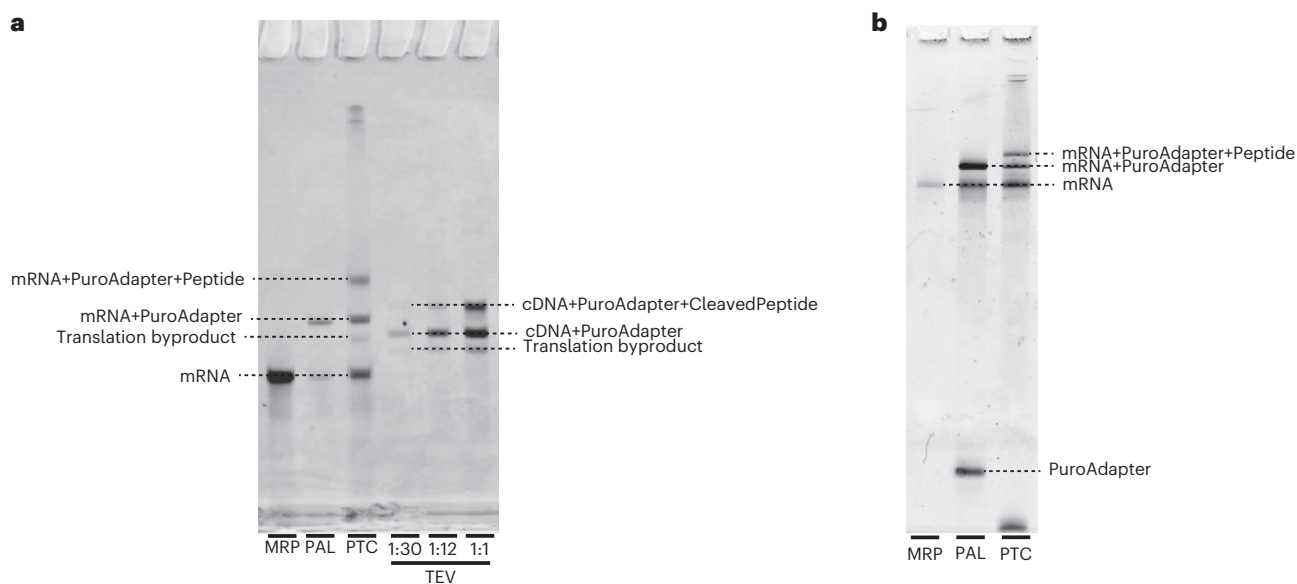 a
mRNA+PuroAdapter+Peptide
mRNA+PuroAdapter
Translation byproduct
mRNA
cDNA+PuroAdapter+CleavedPeptide
cDNA+PuroAdapter
Translation byproduct
MRP PAL PTC 1:30 1:12 1:1
TEV
b
mRNA+PuroAdapter+Peptide
mRNA+PuroAdapter
mRNA
PuroAdapter
MRP PAL PTC